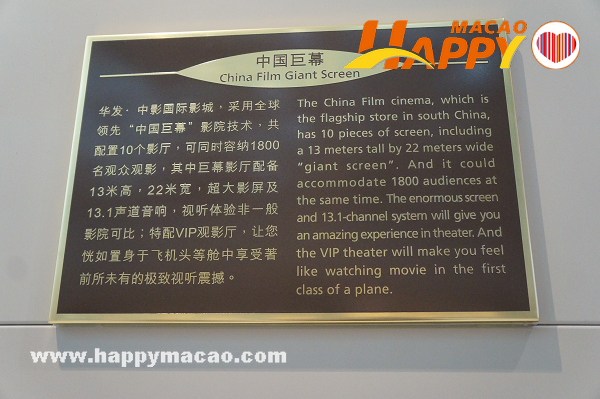 MACAO
HAPPY
中国巨幕
China Film Giant Screen
华发·中影国际影城，采用全球
领先“中国巨幕”影院技术，共
配置10个影厅，可同时容纳1800
名观众观影，其中巨幕影厅配备
13米高，22米宽，超大影屏及
13.1声道音响，视听体验非一般
影院可比；特配VIP观影厅，让您
恍如置身于飞机头等舱中享受著
前所未有的极致视听震撼。
The China Film cinema, which is
the flagship store in south China,
has 10 pieces of screen, including
a 13 meters tall by 22 meters wide
“giant screen”. And it could
accommodate 1800 audiences at
the same time. The enormous screen
and 13.1-channel system will give you
an amazing experience in theater. And
the VIP theater will make you feel
like watching movie in the first
class of a plane.
www.happymacao.com